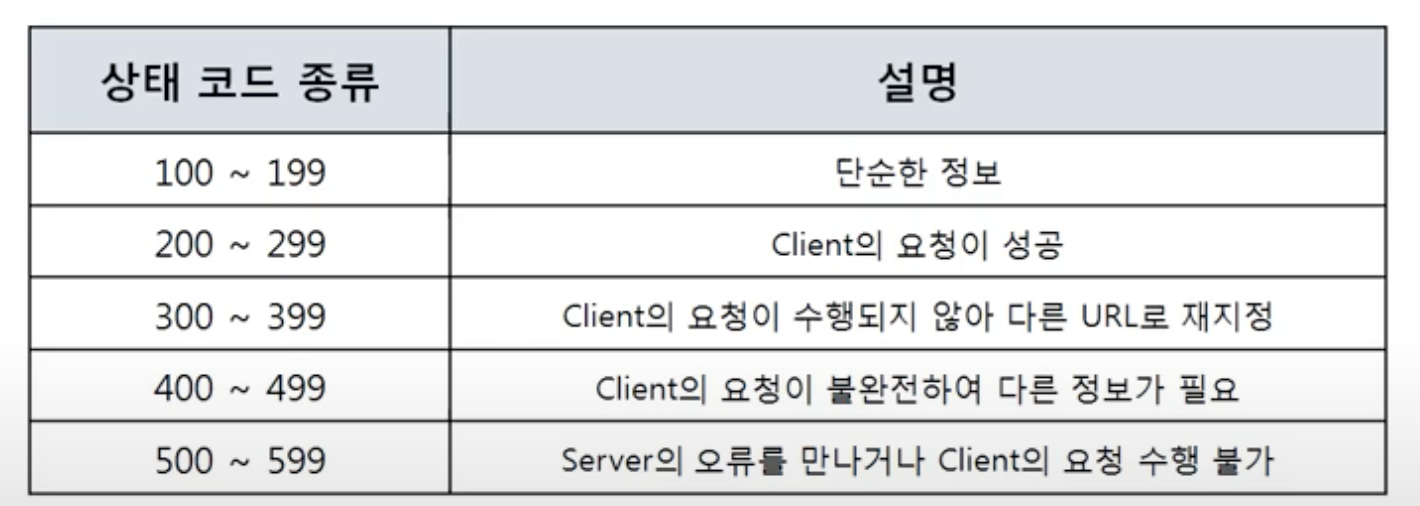 상태 코드 종류 설명
100 ~ 199 단순한 정보
200 ~ 299 Client의 요청이 성공
300 ~ 399 Client의 요청이 수행되지 않아 다른 URL로 재지정
400 ~ 499 Client의 요청이 불완전하여 다른 정보가 필요
500 ~ 599 Server의 오류를 만나거나 Client의 요청 수행 불가